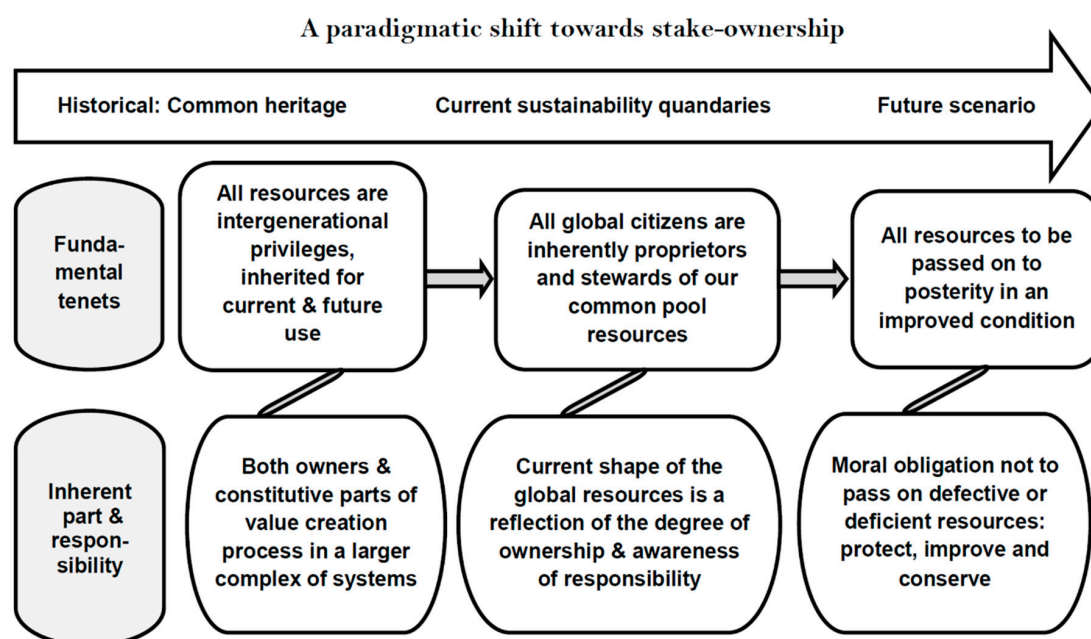 A paradigmatic shift towards stake-ownership
Historical: Common heritage
Current sustainability quandaries
Future scenario
Funda-
mental
tenets
All resources are
intergenerational
privileges,
inherited for
current & future
use
All global citizens are
inherently proprietors
and stewards of our
common pool
resources
All resources to be
passed on to
posterity in an
improved condition
Inherent
part &
respon-
sibility
Both owners &
constitutive parts of
value creation
process in a larger
complex of systems
Current shape of the
global resources is a
reflection of the degree of
ownership & awareness
of responsibility
Moral obligation not to
pass on defective or
deficient resources:
protect, improve and
conserve